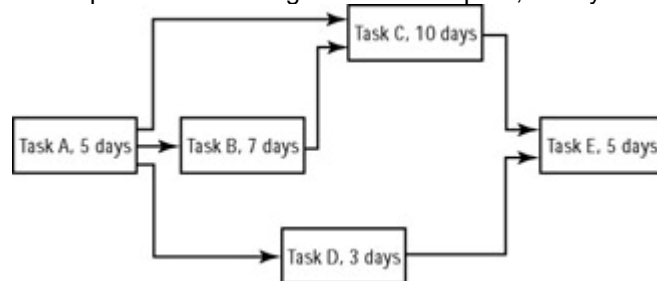 Task C, 10 days
Task A, 5 days
Task B, 7 days
Task E, 5 days
Task D, 3 days